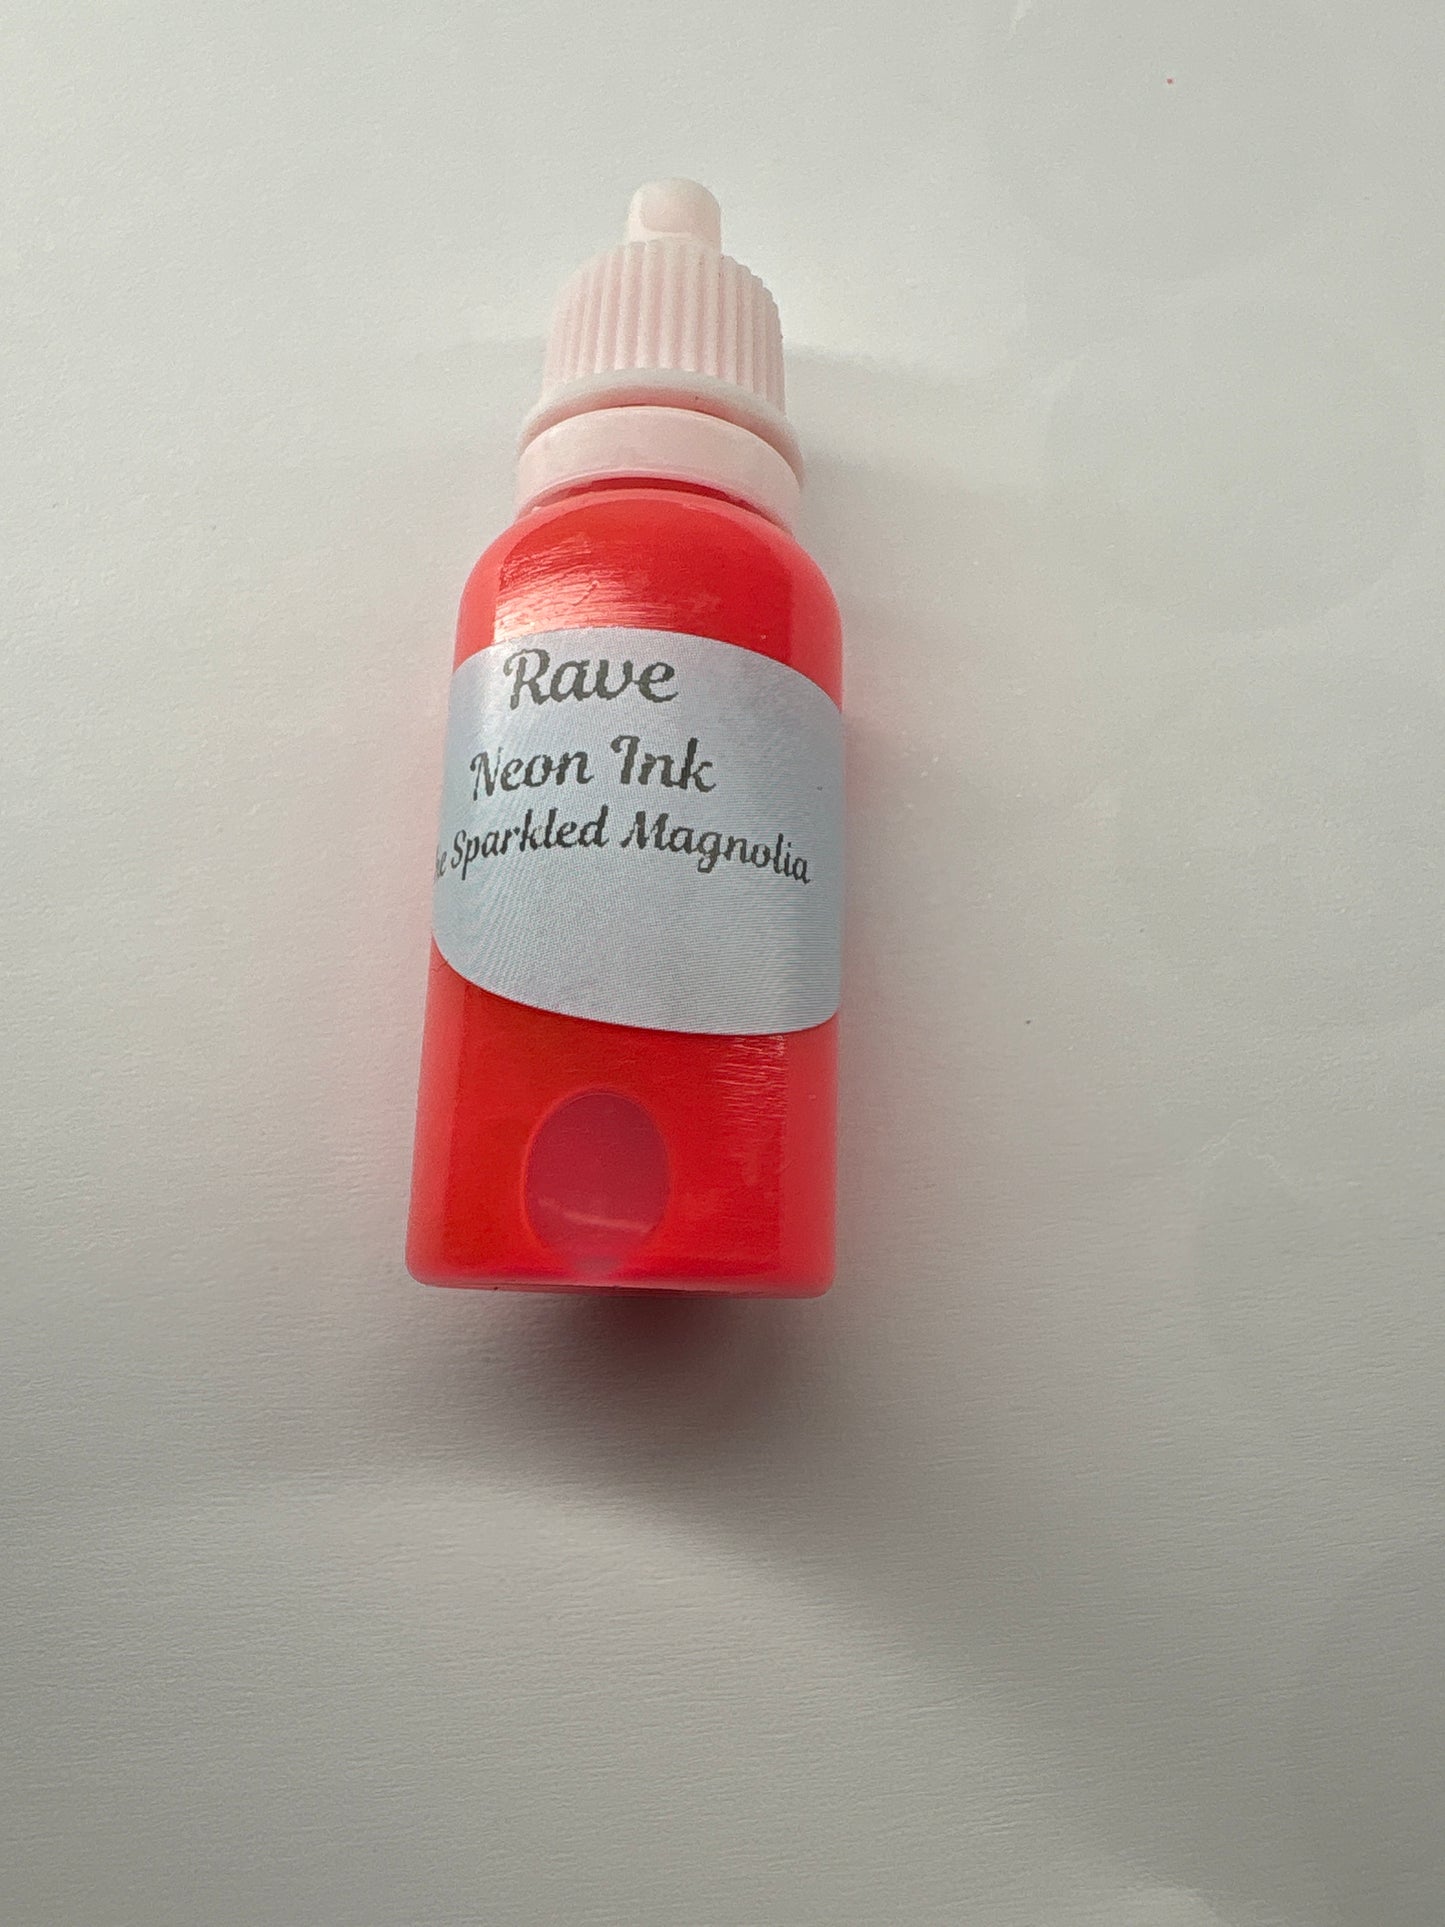 Rave
Neon Ink
Sparkled Magnolia